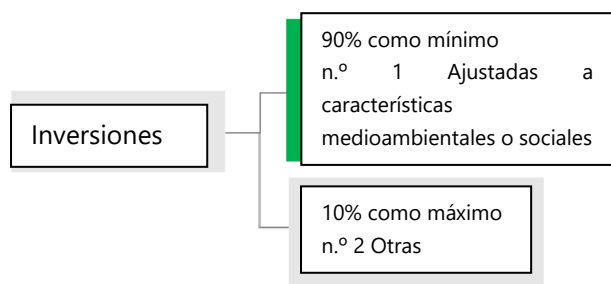 Inversiones
90% como mínimo
n.º 1 Ajustadas a
características
medioambientales o sociales
10% como máximo
n.º 2 Otras